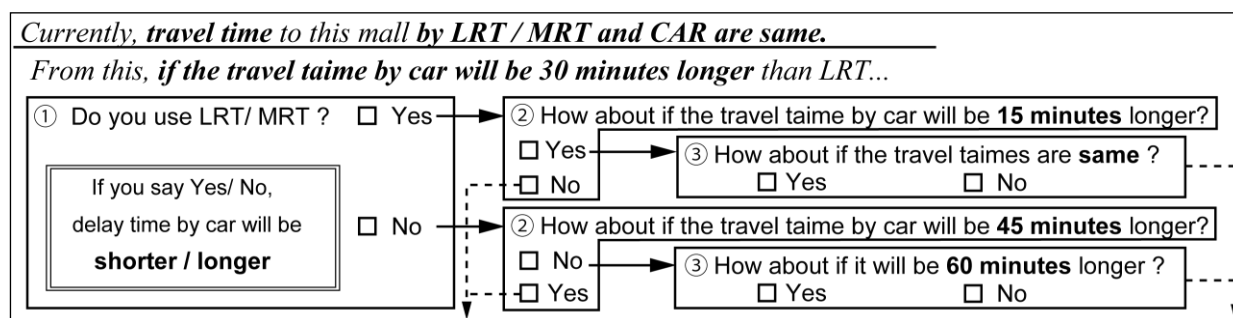 Currently, travel time to this mall by LRT / MRT and CAR are same.
From this, if the travel taime by car will be 30 minutes longer than LRT...
① Do you use LRT/ MRT ? □ Yes
② How about if the travel taime by car will be 15 minutes longer?
□ Yes
□ No
③ How about if the travel taimes are same ?
□ Yes □ No
If you say Yes/ No,
delay time by car will be
shorter / longer
□ No
② How about if the travel taime by car will be 45 minutes longer?
□ No
□ Yes
③ How about if it will be 60 minutes longer ?
□ Yes □ No